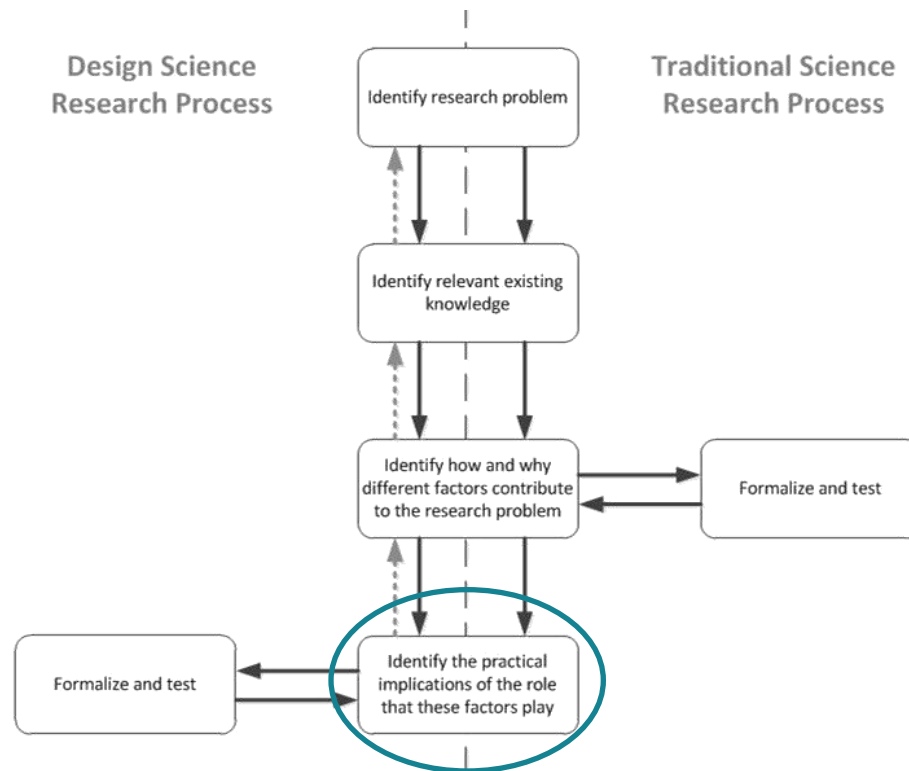 Design Science
Research Process
Traditional Science
Research Process
Identify research problem
Identify relevant existing
knowledge
Identify how and why
different factors contribute
to the research problem
Formalize and test
Formalize and test
Identify the practical
implications of the role
that these factors play